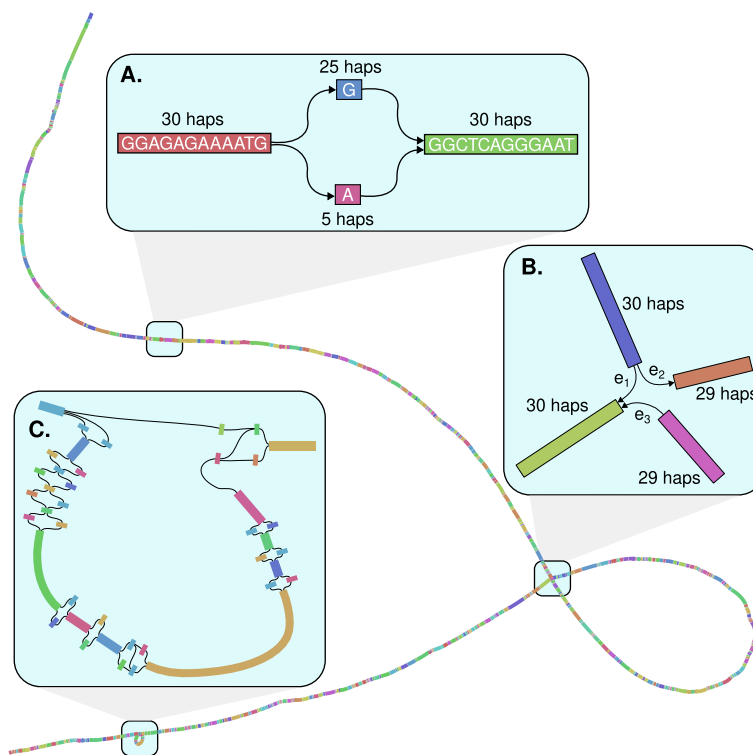 A.
25 haps
G
30 haps
30 haps
GGAGAGAAAATG
GGCTCAGGGAAT
A
5 haps
B.
30 haps
e1
e2
29 haps
30 haps
e3
29 haps
C.